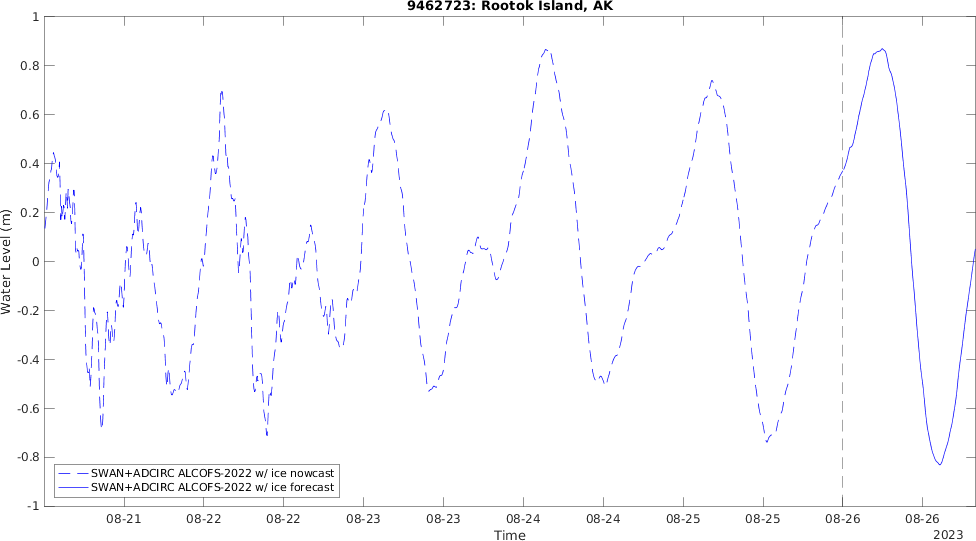 9462723: Rootok Island, AK
1
0.8
0.6
0.4
0.2
0
-0.2
-0.4
-0.6
-0.8
-1
Water Level (m)
SWAN+ADCIRC ALCOFS-2022 w/ ice nowcast
SWAN+ADCIRC ALCOFS-2022 w/ ice forecast
08-21 08-22 08-22 08-23 08-23 08-24 08-24 08-25 08-25 08-26 08-26
Time
2023